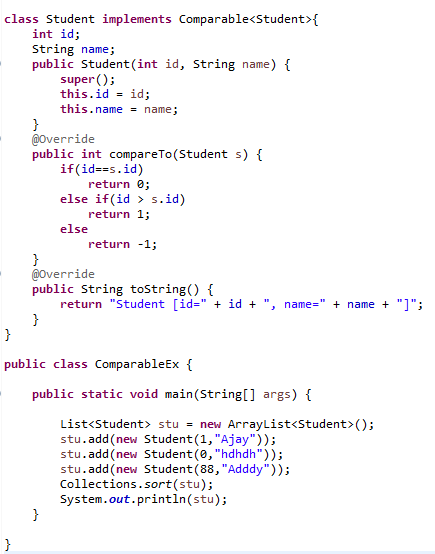 class Student implements Comparable<Student>{
    int id;
    String name;
    public Student(int id, String name) {
        super();
        this.id = id;
        this.name = name;
    }
    @Override
    public int compareTo(Student s) {
        if(id==s.id)
            return 0;
        else if(id > s.id)
            return 1;
        else
            return -1;
    }
    @Override
    public String toString() {
        return "Student [id=" + id + ", name=" + name + "]";
    }
}
public class ComparableEx {
    public static void main(String[] args) {
        List<Student> stu = new ArrayList<Student>();
        stu.add(new Student(1,"Ajay"));
        stu.add(new Student(0,"hdhdh"));
        stu.add(new Student(88,"Adddy"));
        Collections.sort(stu);
        System.out.println(stu);
    }
}